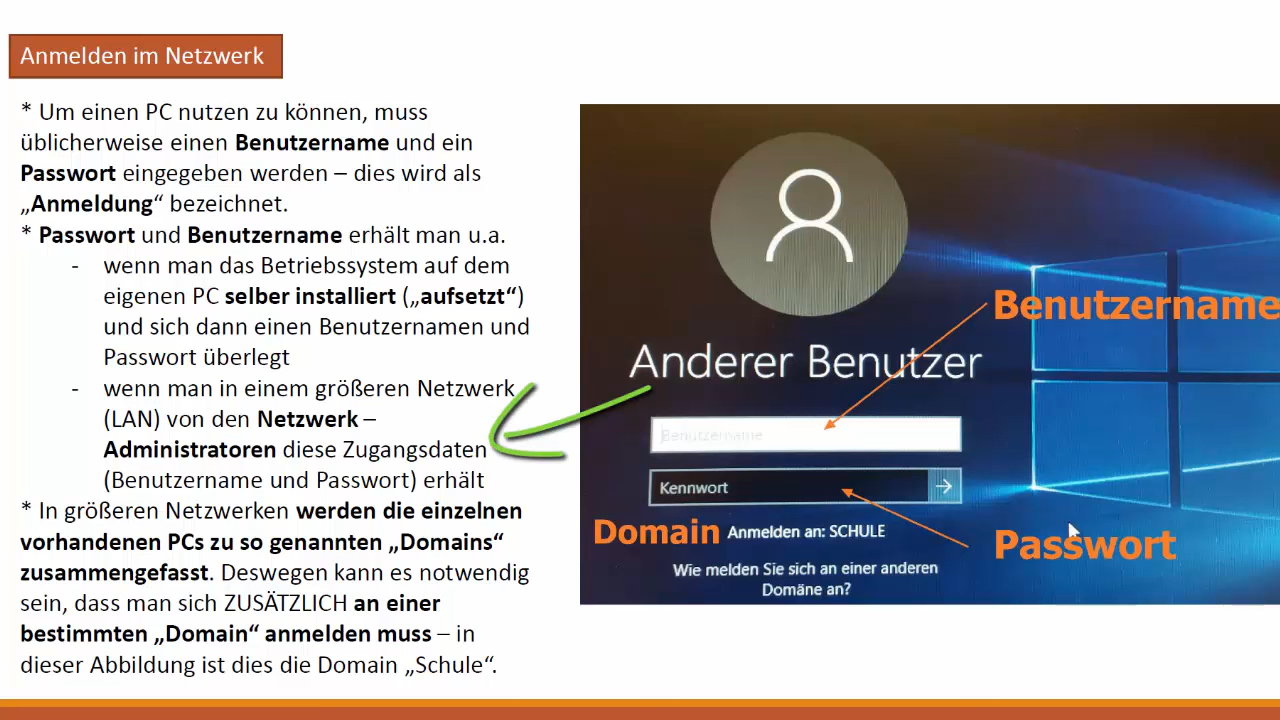 Anmelden im Netzwerk
* Um einen PC nutzen zu können, muss
üblicherweise einen Benutzername und ein
Passwort eingegeben werden – dies wird als
„Anmeldung“ bezeichnet.
* Passwort und Benutzername erhält man u.a.
- wenn man das Betriebssystem auf dem
eigenen PC selber installiert („aufsetzt“)
und sich dann einen Benutzernamen und
Passwort überlegt
- wenn man in einem größeren Netzwerk
(LAN) von den Netzwerk –
Administratoren diese Zugangsdaten
(Benutzername und Passwort) erhält
* In größeren Netzwerken werden die einzelnen
vorhandenen PCs zu so genannten „Domains“
zusammengefasst. Deswegen kann es notwendig
sein, dass man sich ZUSÄTZLICH an einer
bestimmten „Domain“ anmelden muss – in
dieser Abbildung ist dies die Domain „Schule“.
Benutzername
Anderer Benutzer
Benutzername
Kennwort
Domain Anmelden an: SCHULE
Passwort
Wie melden Sie sich an einer anderen
Domäne an?